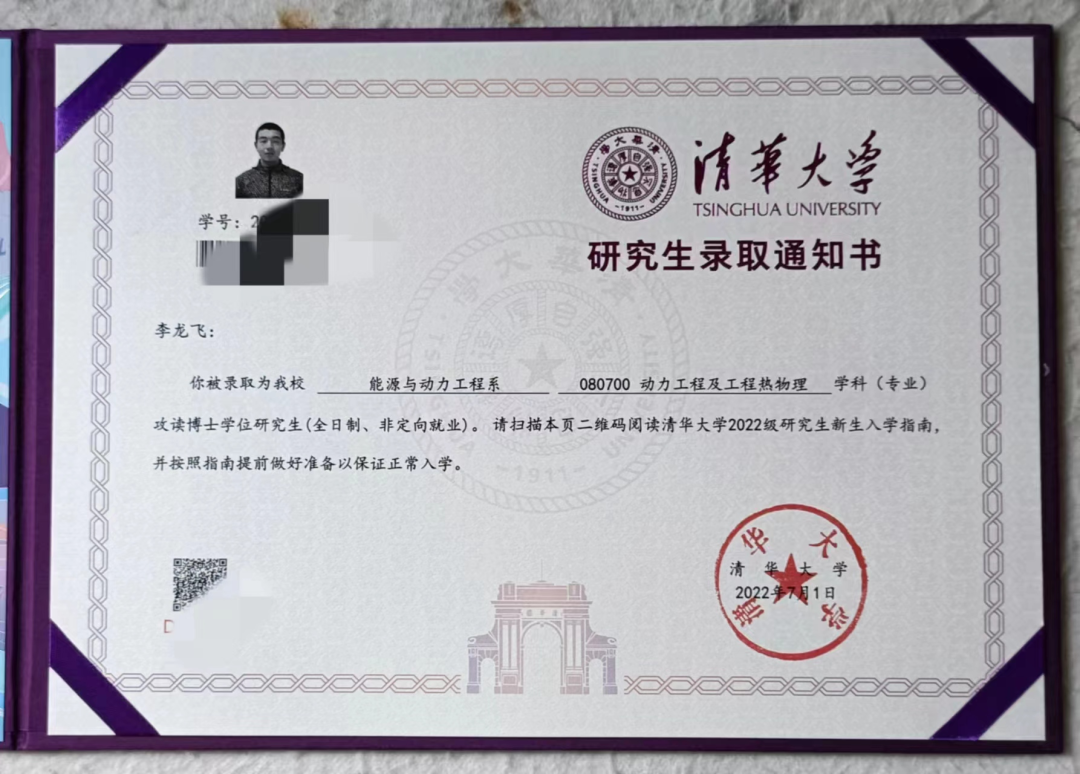 清華大学
TSINGHUA UNIVERSITY
研究生录取通知书
学号：2
李龙飞：
你被录取为我校 能源与动力工程系 080700 动力工程及工程热物理 学科（专业）
攻读博士学位研究生(全日制、非定向就业)。请扫描本页二维码阅读清华大学2022级研究生新生入学指南，
并按照指南提前做好准备以保证正常入学。
-1911-
清华大学
清华大学
2022年7月1日